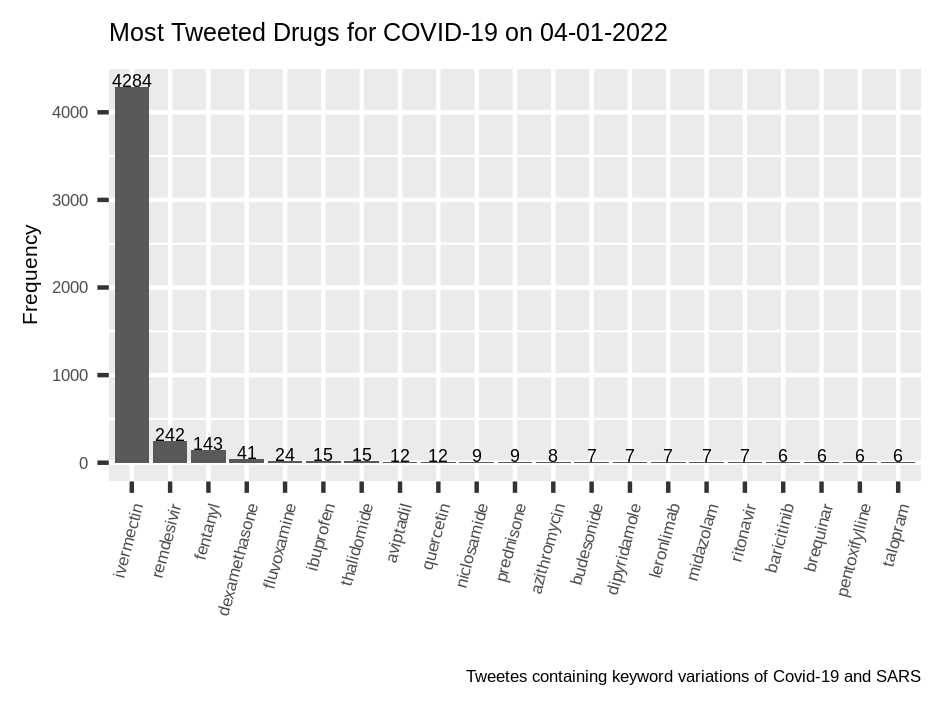 Most Tweeted Drugs for COVID-19 on 04-01-2022
Frequency
4000
3000
2000
1000
0
4284
242
143
41
24
15
15
12
12
9
9
8
7
7
7
7
7
6
6
6
6
ivermectin
remdesivir
fentanyl
dexamethasone
fluvoxamine
ibuprofen
thalidomide
aviptadil
quercetin
niclosamide
prednisone
azithromycin
budesonide
dipyridamole
leronlimab
midazolam
ritonavir
baricitinib
brequinar
pentoxifylline
talopram
Tweetes containing keyword variations of Covid-19 and SARS